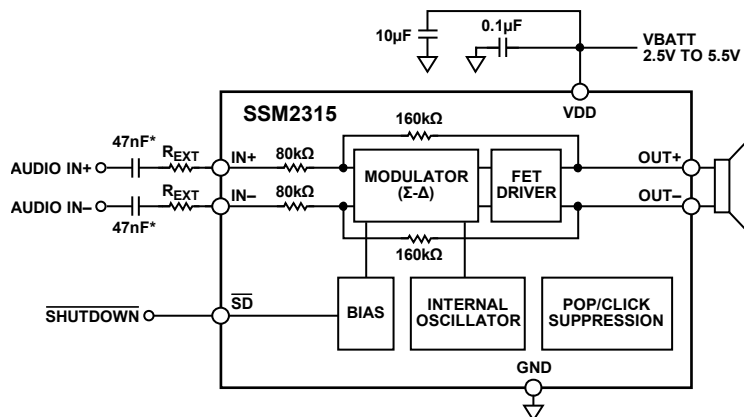 10µF
0.1µF
VBATT
2.5V TO 5.5V
SSM2315
VDD
160kΩ
47nF*
REXT
IN+
80kΩ
OUT+
AUDIO IN+
MODULATOR
(Σ-Δ)
FET
DRIVER
AUDIO IN–
REXT
IN–
80kΩ
OUT–
47nF*
160kΩ
SHUTDOWN
SD
BIAS
INTERNAL
OSCILLATOR
POP/CLICK
SUPPRESSION
GND